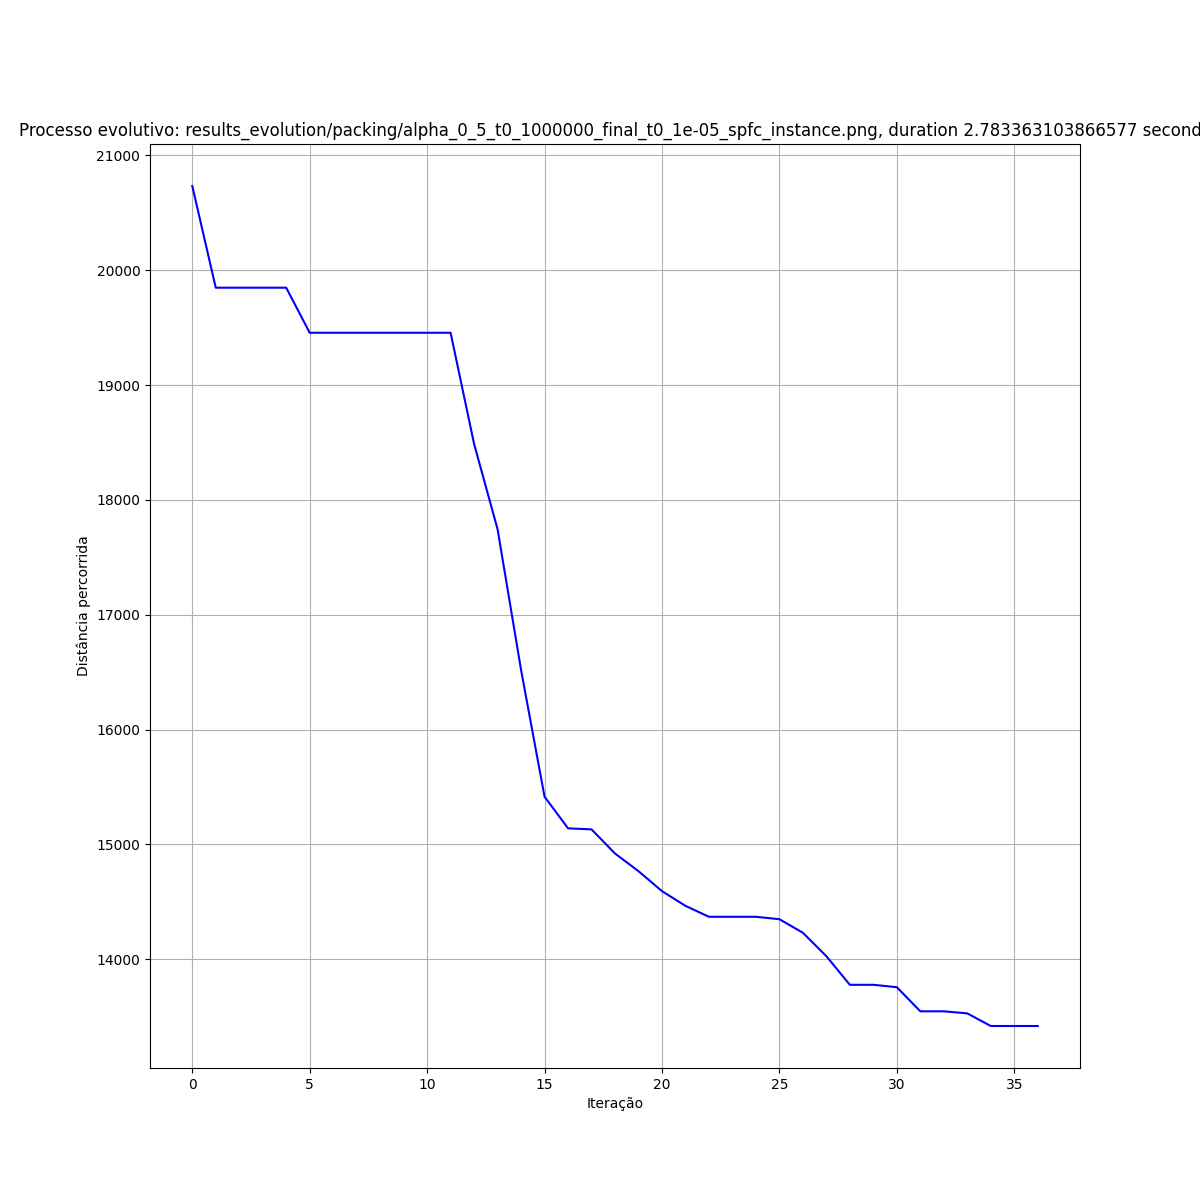 Processo evolutivo: results_evolution/packing/alpha_0_5_t0_1000000_final_t0_1e-05_spfc_instance.png, duration 2.783363103866577 second
21000
20000
19000
18000
17000
16000
15000
14000
Distância percorrida
0 5 10 15 20 25 30 35
Iteração